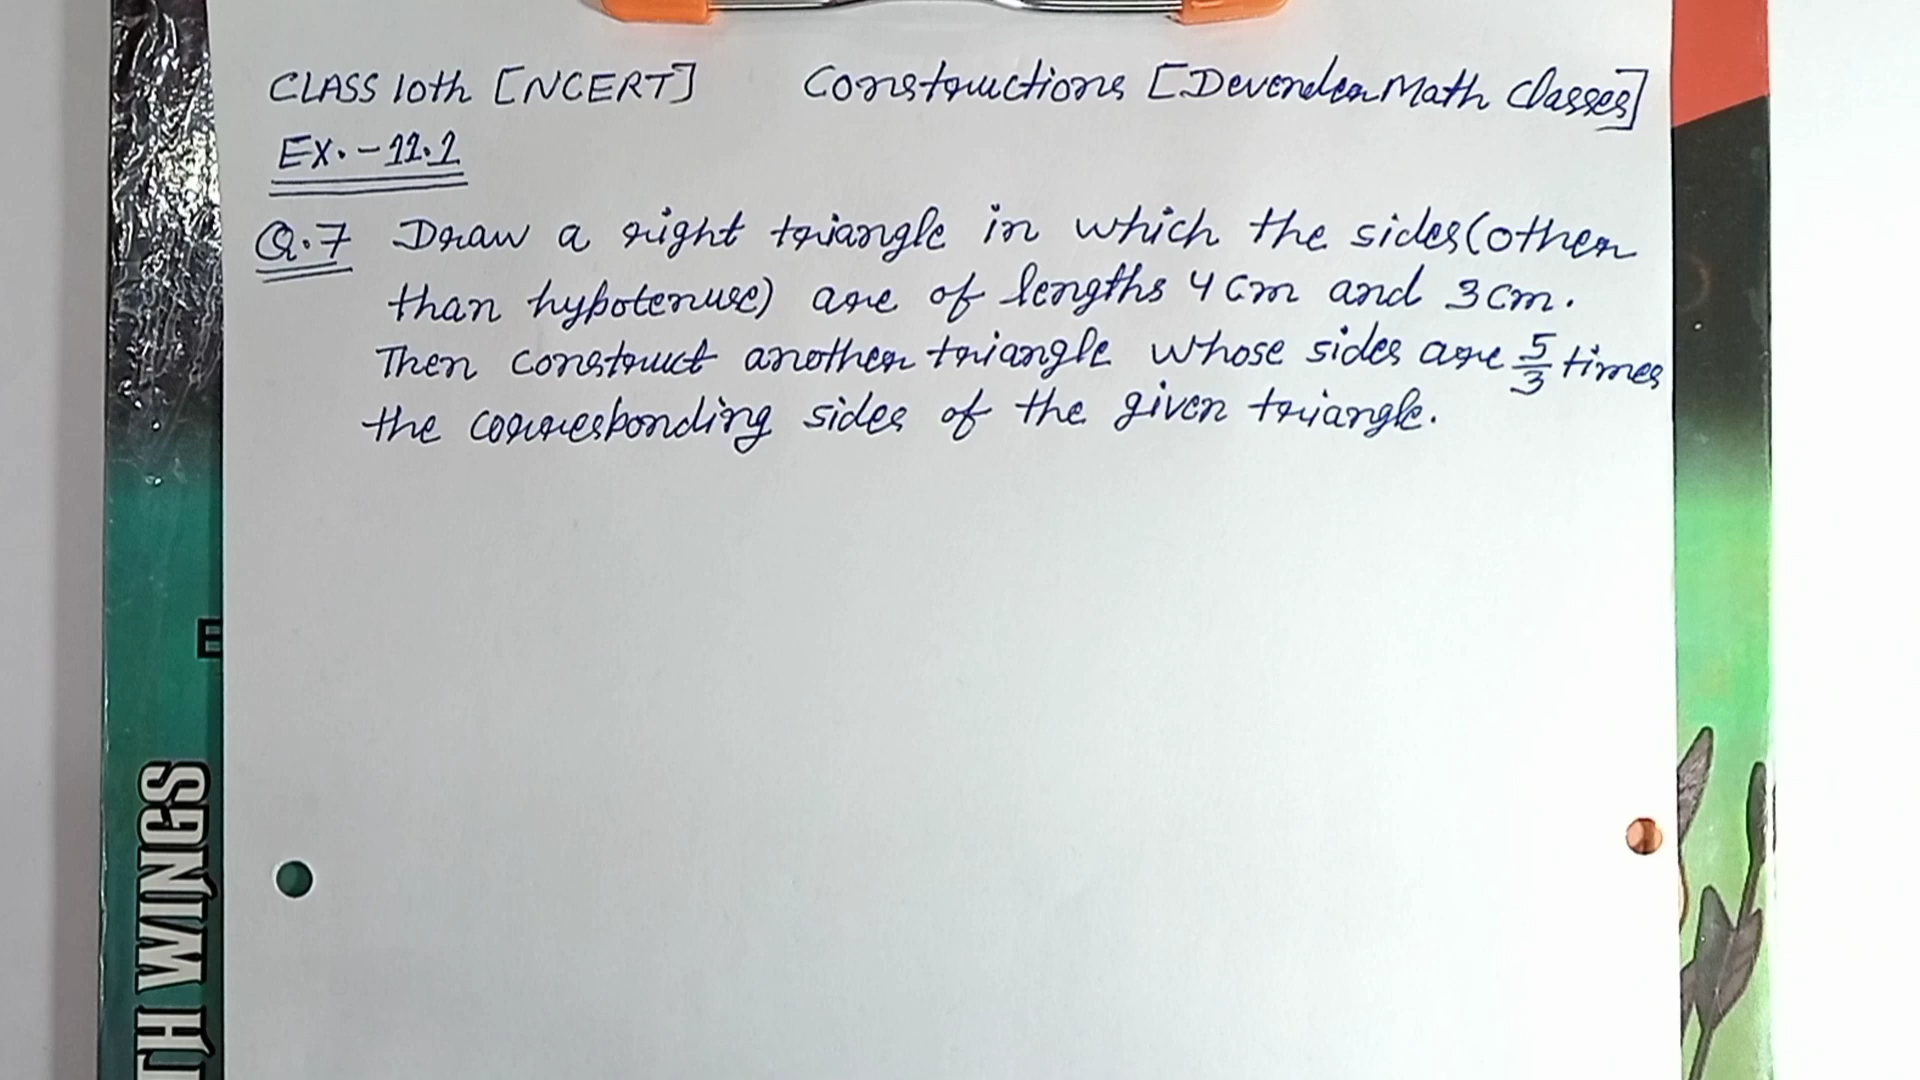 CLASS 10th [NCERT] Constructions [Devender Math Classes]
Ex. - 11.1
Q.7 Draw a right triangle in which the sides (other
than hypotenuse) are of lengths 4 cm and 3 cm.
Then construct another triangle whose sides are 5/3 times
the corresponding sides of the given triangle.
E
TH WINGS